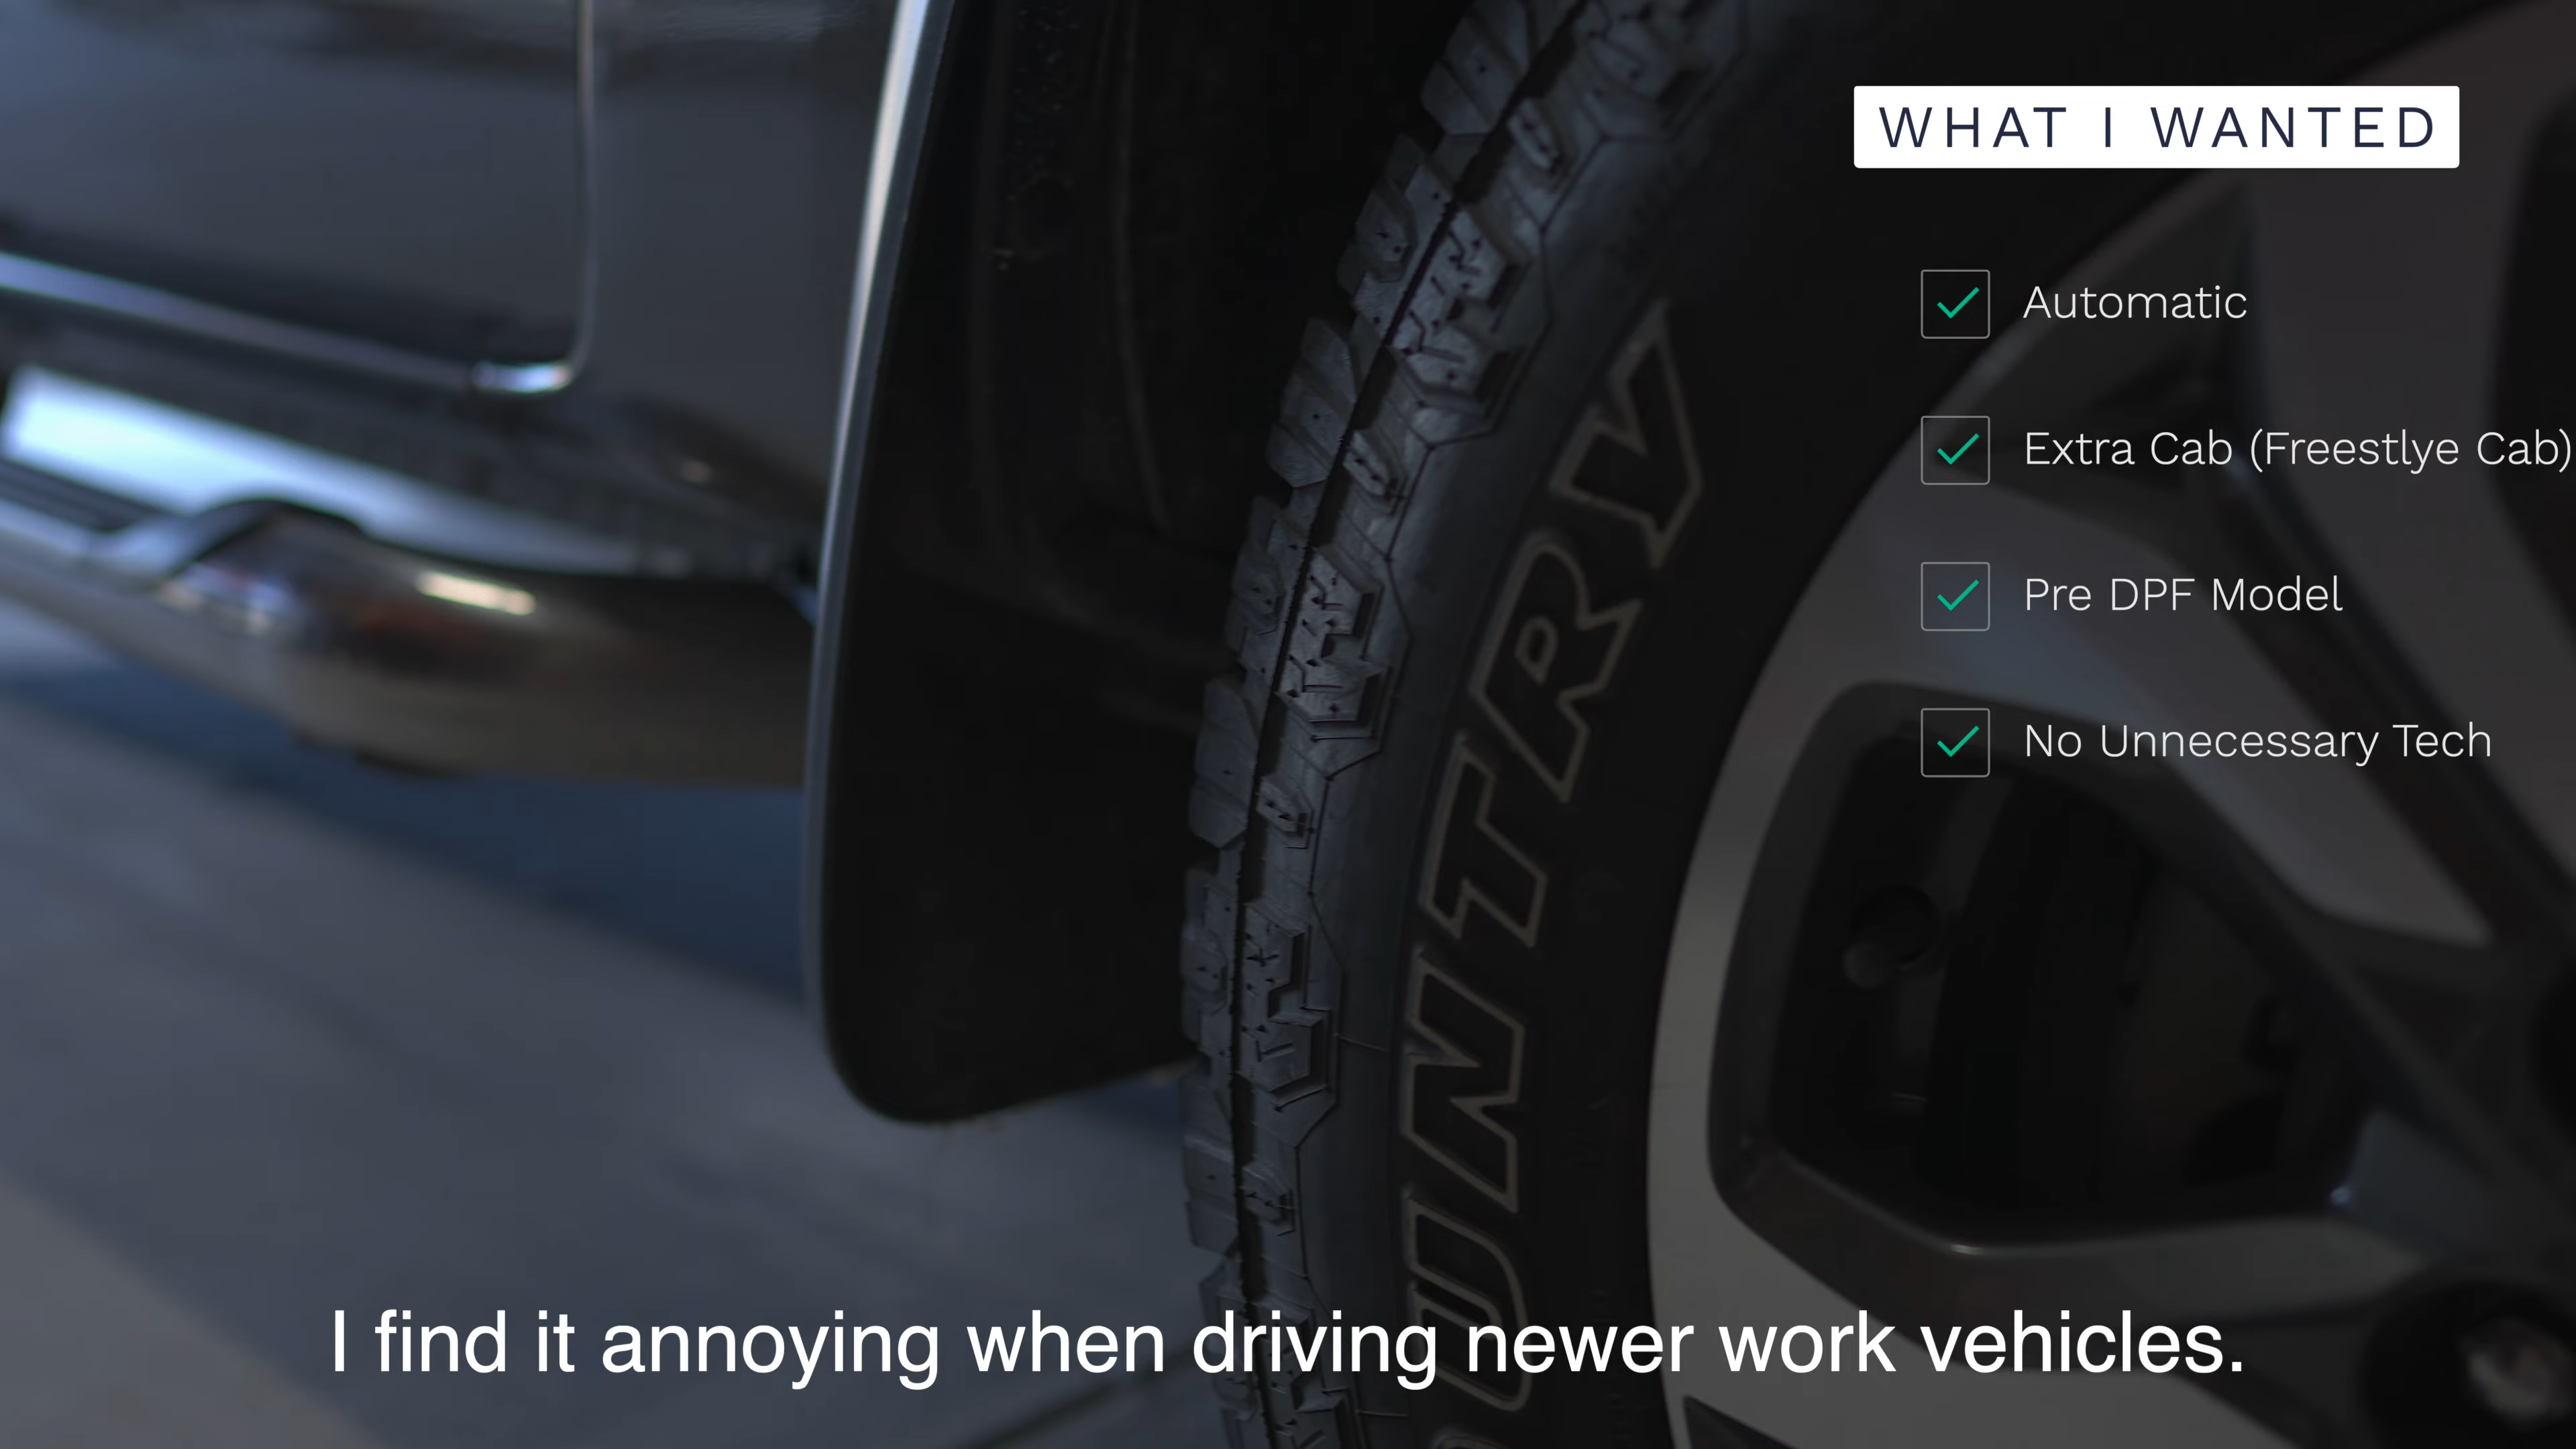 WHAT I WANTED
Automatic
Extra Cab (Freestlye Cab)
Pre DPF Model
No Unnecessary Tech
UNTRY
I find it annoying when driving newer work vehicles.